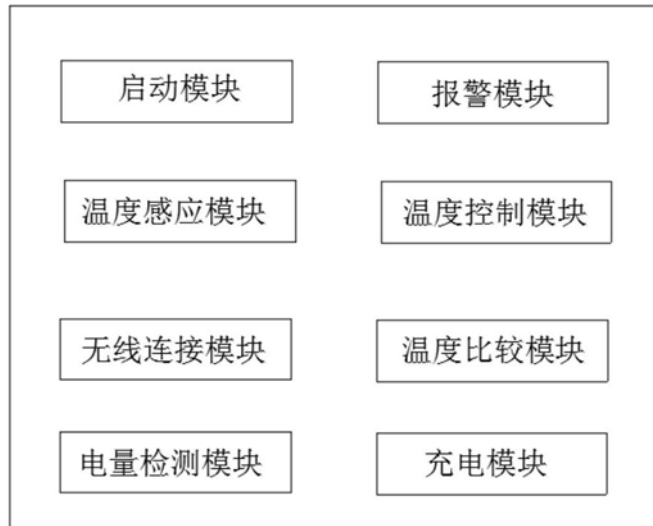 启动模块
报警模块
温度感应模块
温度控制模块
无线连接模块
温度比较模块
电量检测模块
充电模块